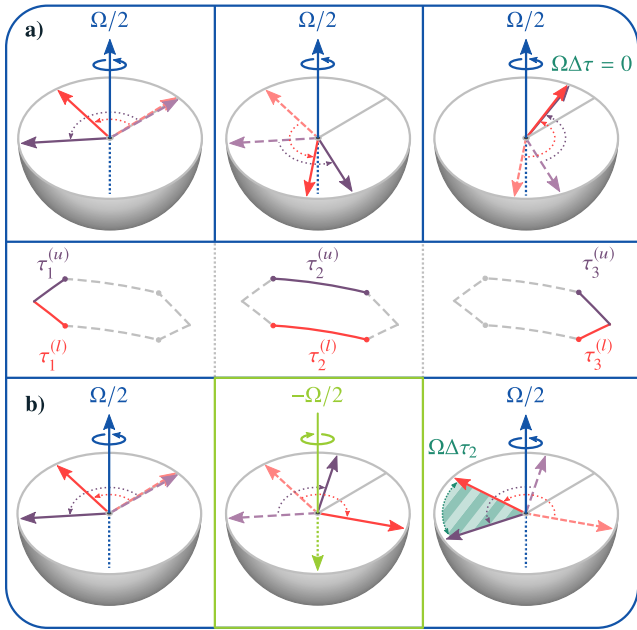 a)
Ω/2
Ω/2
Ω/2
ΩΔτ = 0
τ₁⁽ᵘ⁾
τ₂⁽ᵘ⁾
τ₃⁽ᵘ⁾
τ₁⁽ˡ⁾
τ₂⁽ˡ⁾
τ₃⁽ˡ⁾
b)
Ω/2
−Ω/2
Ω/2
ΩΔτ₂